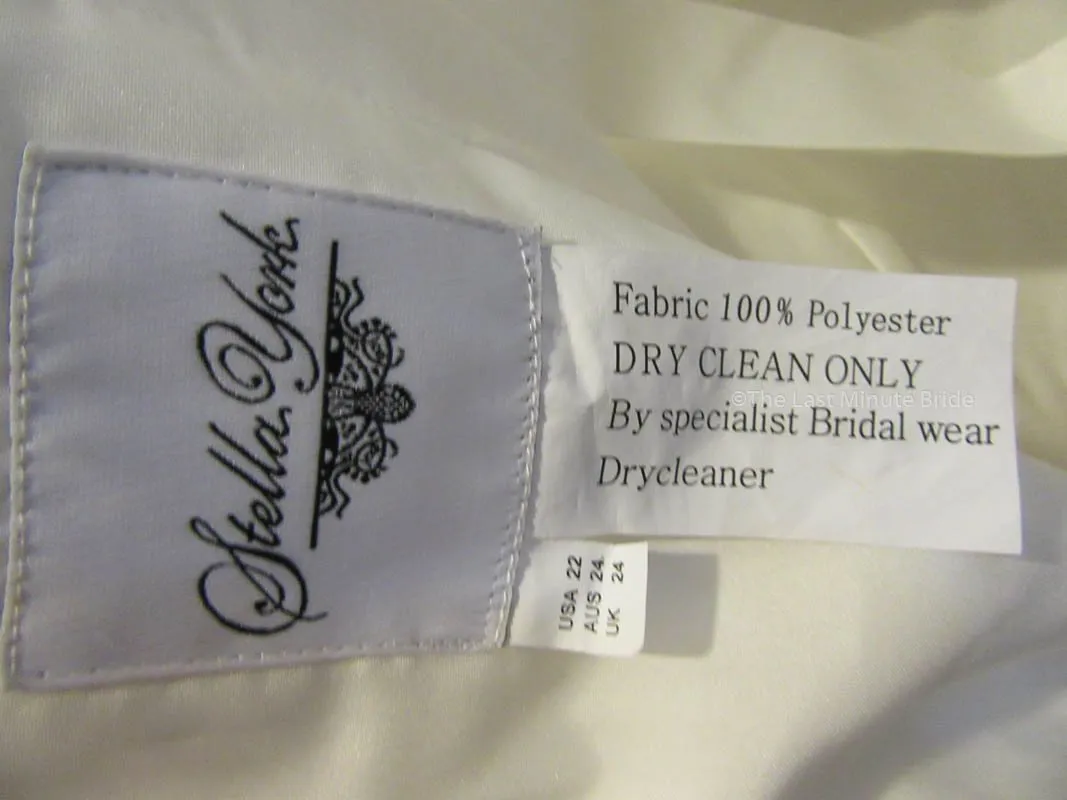 Stella York
Fabric 100% Polyester
DRY CLEAN ONLY
By specialist Bridal wear
Drycleaner
©The Last Minute Bride
USA 22
AUS 24
UK 24